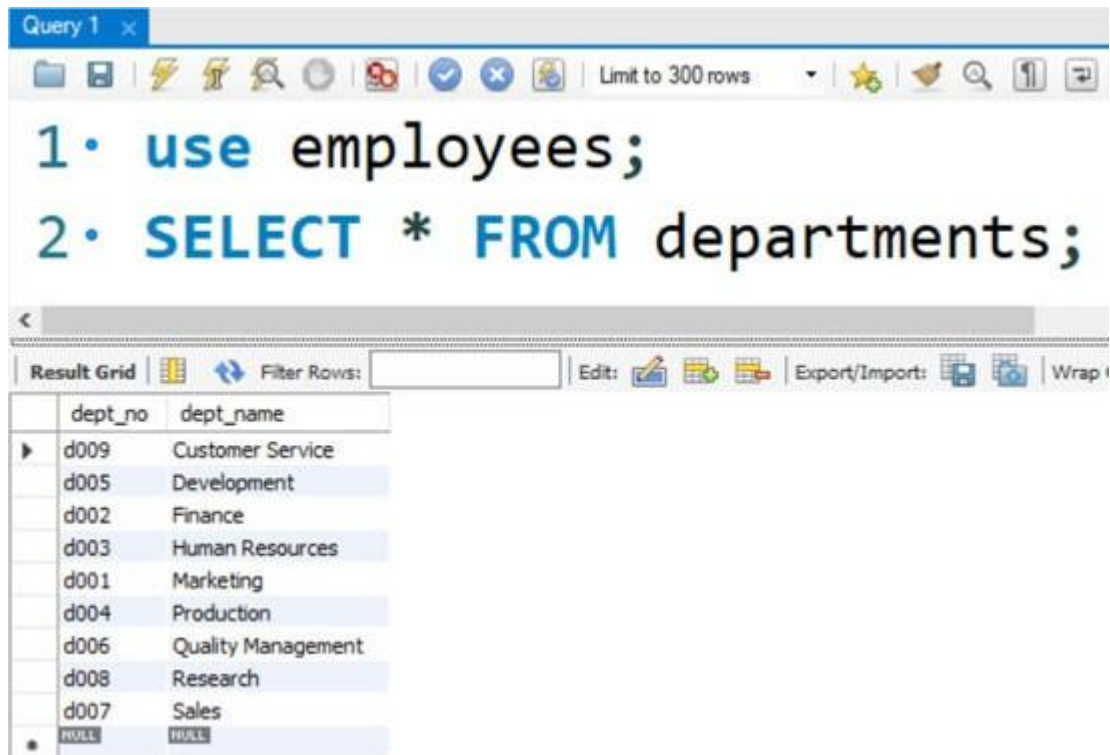 Query 1 ×
Limit to 300 rows
1 use employees;
2 SELECT * FROM departments;
Result Grid Filter Rows: Edit: Export/Import: Wrap
dept_no dept_name
d009 Customer Service
d005 Development
d002 Finance
d003 Human Resources
d001 Marketing
d004 Production
d006 Quality Management
d008 Research
d007 Sales
NULL NULL